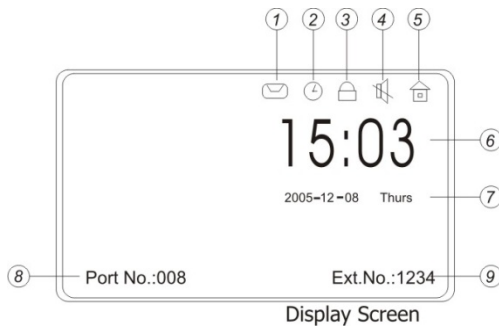 1 2 3 4 5
15:03 6
2005-12-08 Thurs 7
8 Port No.:008 Ext.No.:1234 9
Display Screen